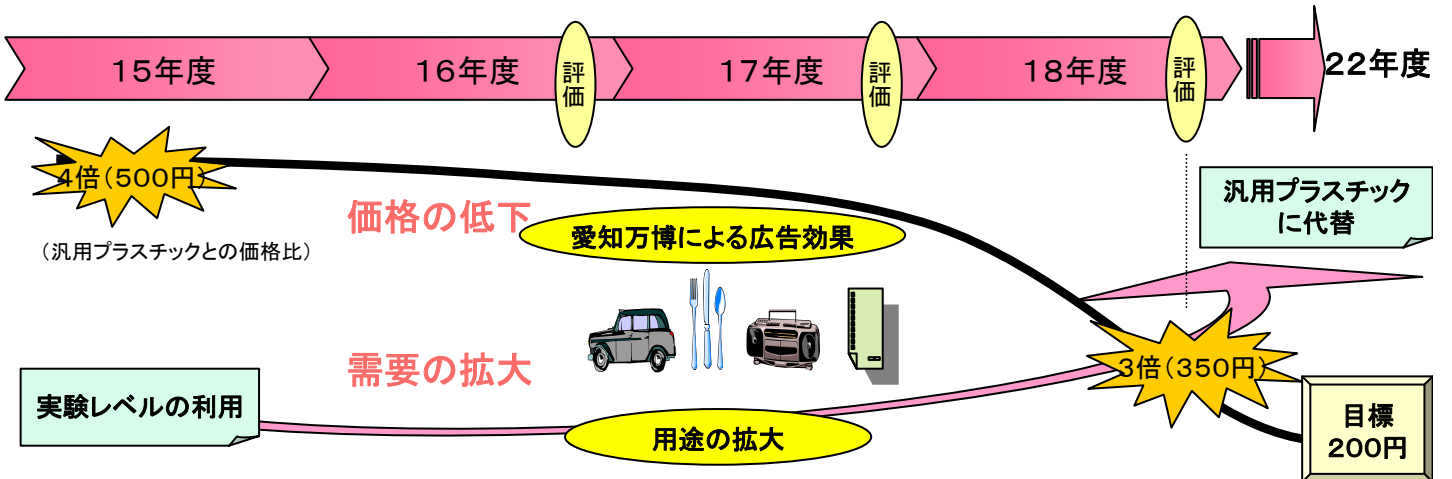 15年度
16年度
評価
17年度
評価
18年度
評価
22年度
4倍(500円)
(汎用プラスチックとの価格比)
価格の低下
愛知万博による広告効果
汎用プラスチック
に代替
需要の拡大
実験レベルの利用
用途の拡大
3倍(350円)
目標
200円